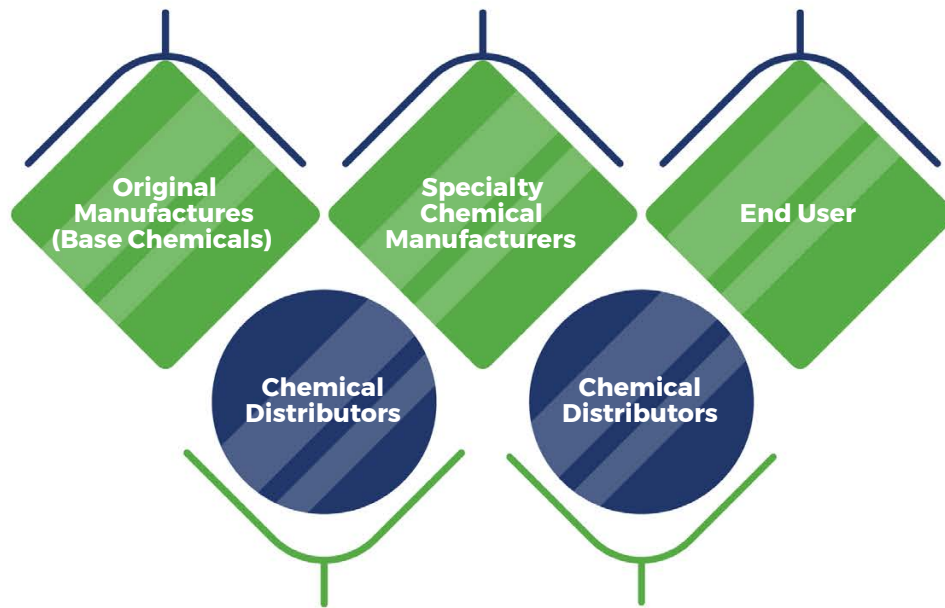 Original
Manufactures
(Base Chemicals)
Specialty
Chemical
Manufacturers
End User
Chemical
Distributors
Chemical
Distributors